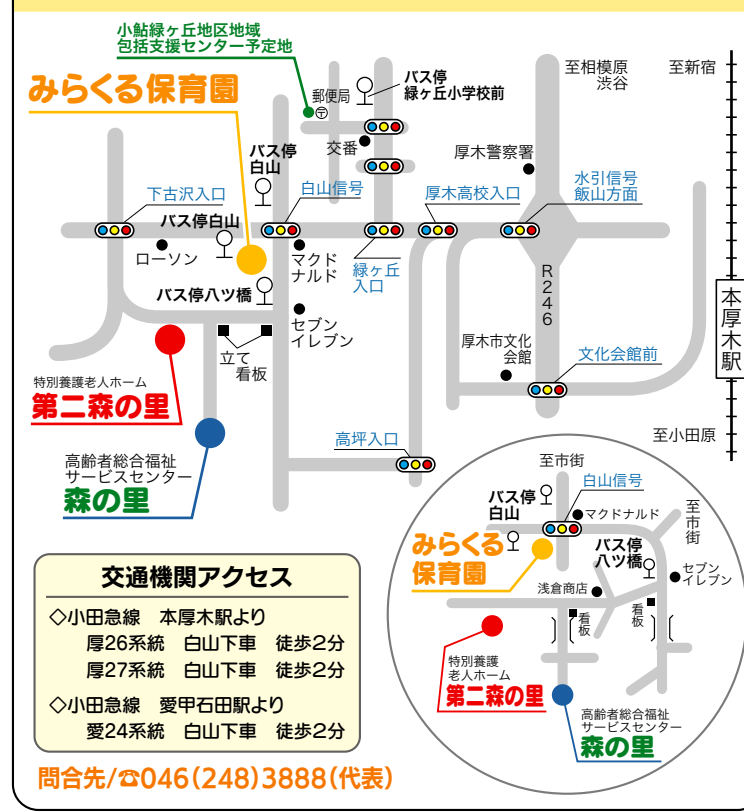 小鮎緑ヶ丘地区地域
包括支援センター予定地
みらくる保育園
郵便局
〒
バス停
緑ヶ丘小学校前
交番
至相模原
渋谷
至新宿
バス停
白山
厚木警察署
下古沢入口
白山信号
厚木高校入口
水引信号
飯山方面
バス停白山
ローソン
マクド
ナルド
緑ヶ丘
入口
R246
本厚木駅
バス停八ツ橋
セブン
イレブン
立て
看板
厚木市文化
会館
文化会館前
特別養護老人ホーム
第二森の里
高坪入口
至小田原
高齢者総合福祉
サービスセンター
森の里
至市街
バス停
白山
白山信号
マクドナルド
至市街
みらくる
保育園
バス停
八ツ橋
セブン
イレブン
浅倉商店
看板
看板
特別養護
老人ホーム
第二森の里
高齢者総合福祉
サービスセンター
森の里
交通機関アクセス
◇小田急線 本厚木駅より
厚26系統 白山下車 徒歩2分
厚27系統 白山下車 徒歩2分
◇小田急線 愛甲石田駅より
愛24系統 白山下車 徒歩2分
問合先/☎046(248)3888(代表)